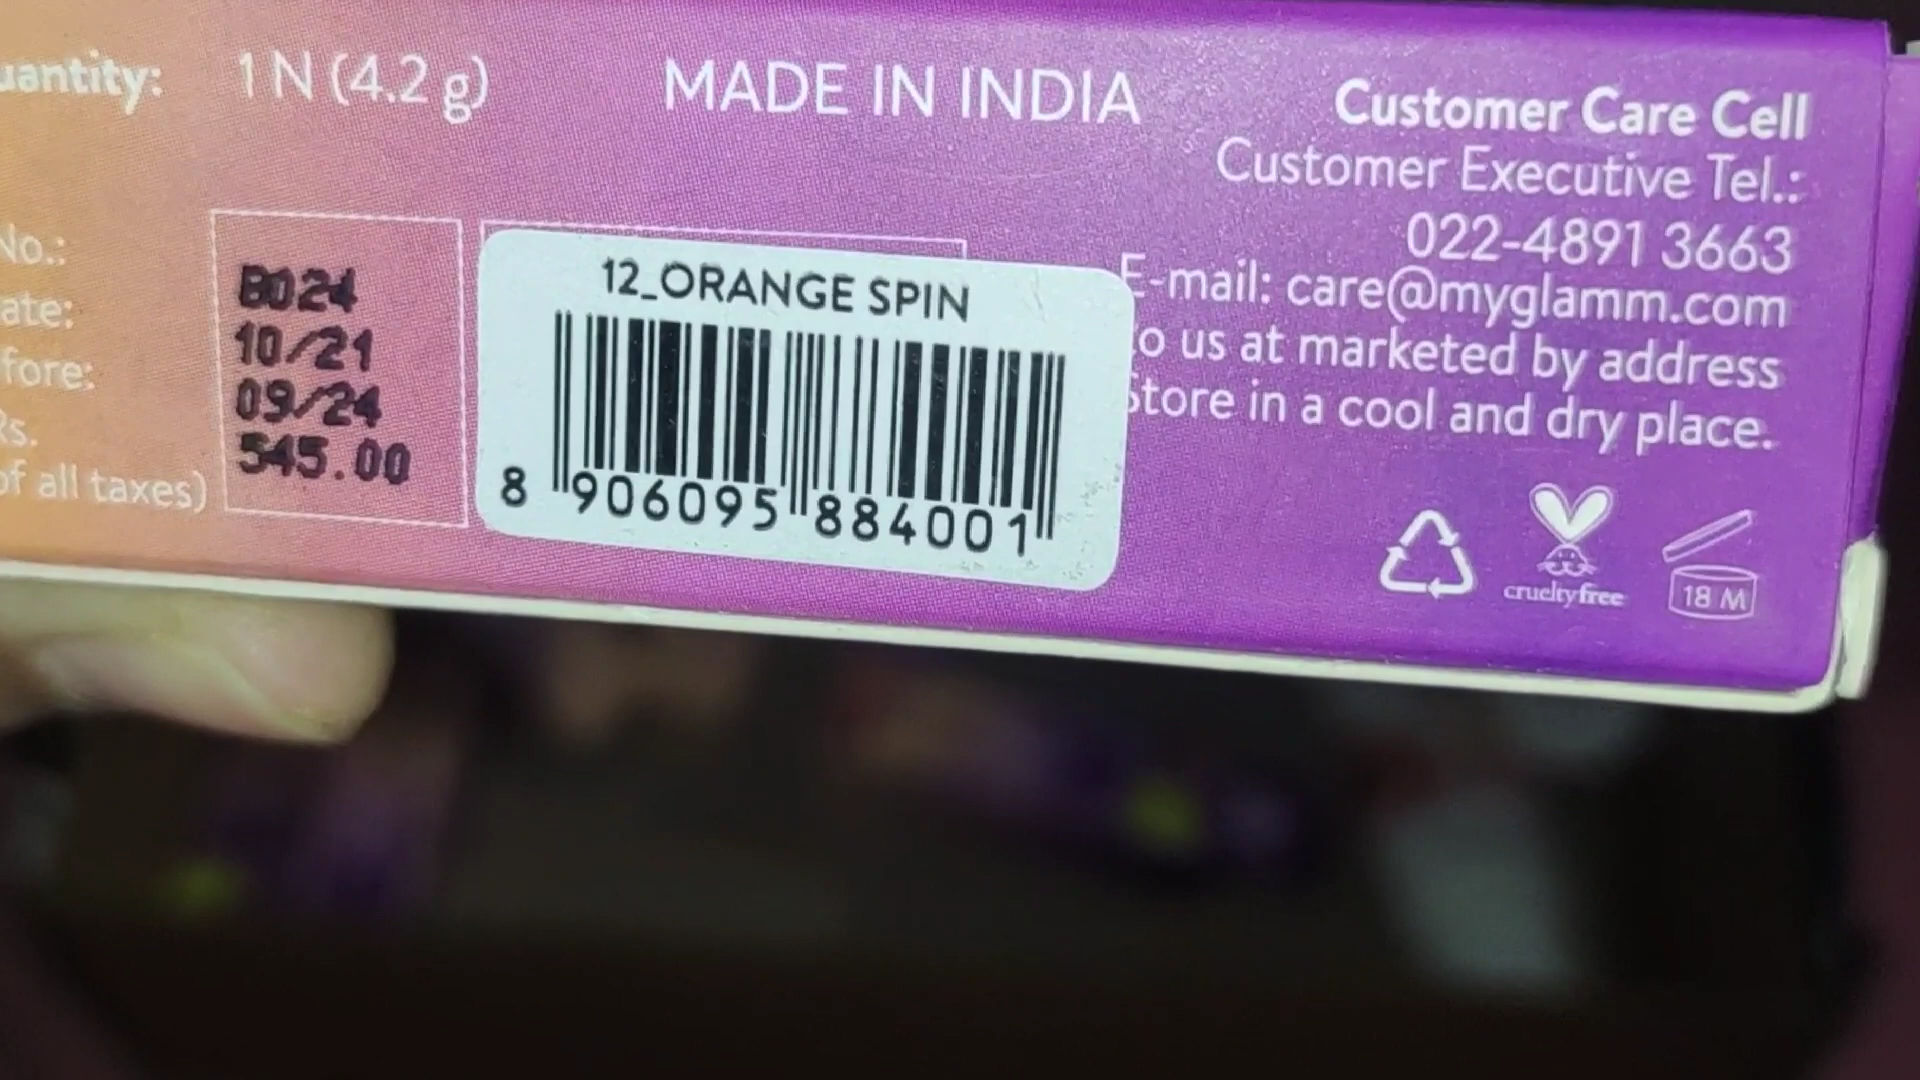 uantity: 1 N (4.2 g)
MADE IN INDIA
No.:
ate:
fore:
Rs.
of all taxes)
B024
10/21
09/24
545.00
12_ORANGE SPIN
8 906095 884001
Customer Care Cell
Customer Executive Tel.:
022-4891 3663
E-mail: care@myglamm.com
to us at marketed by address
Store in a cool and dry place.
crueltyfree
18 M